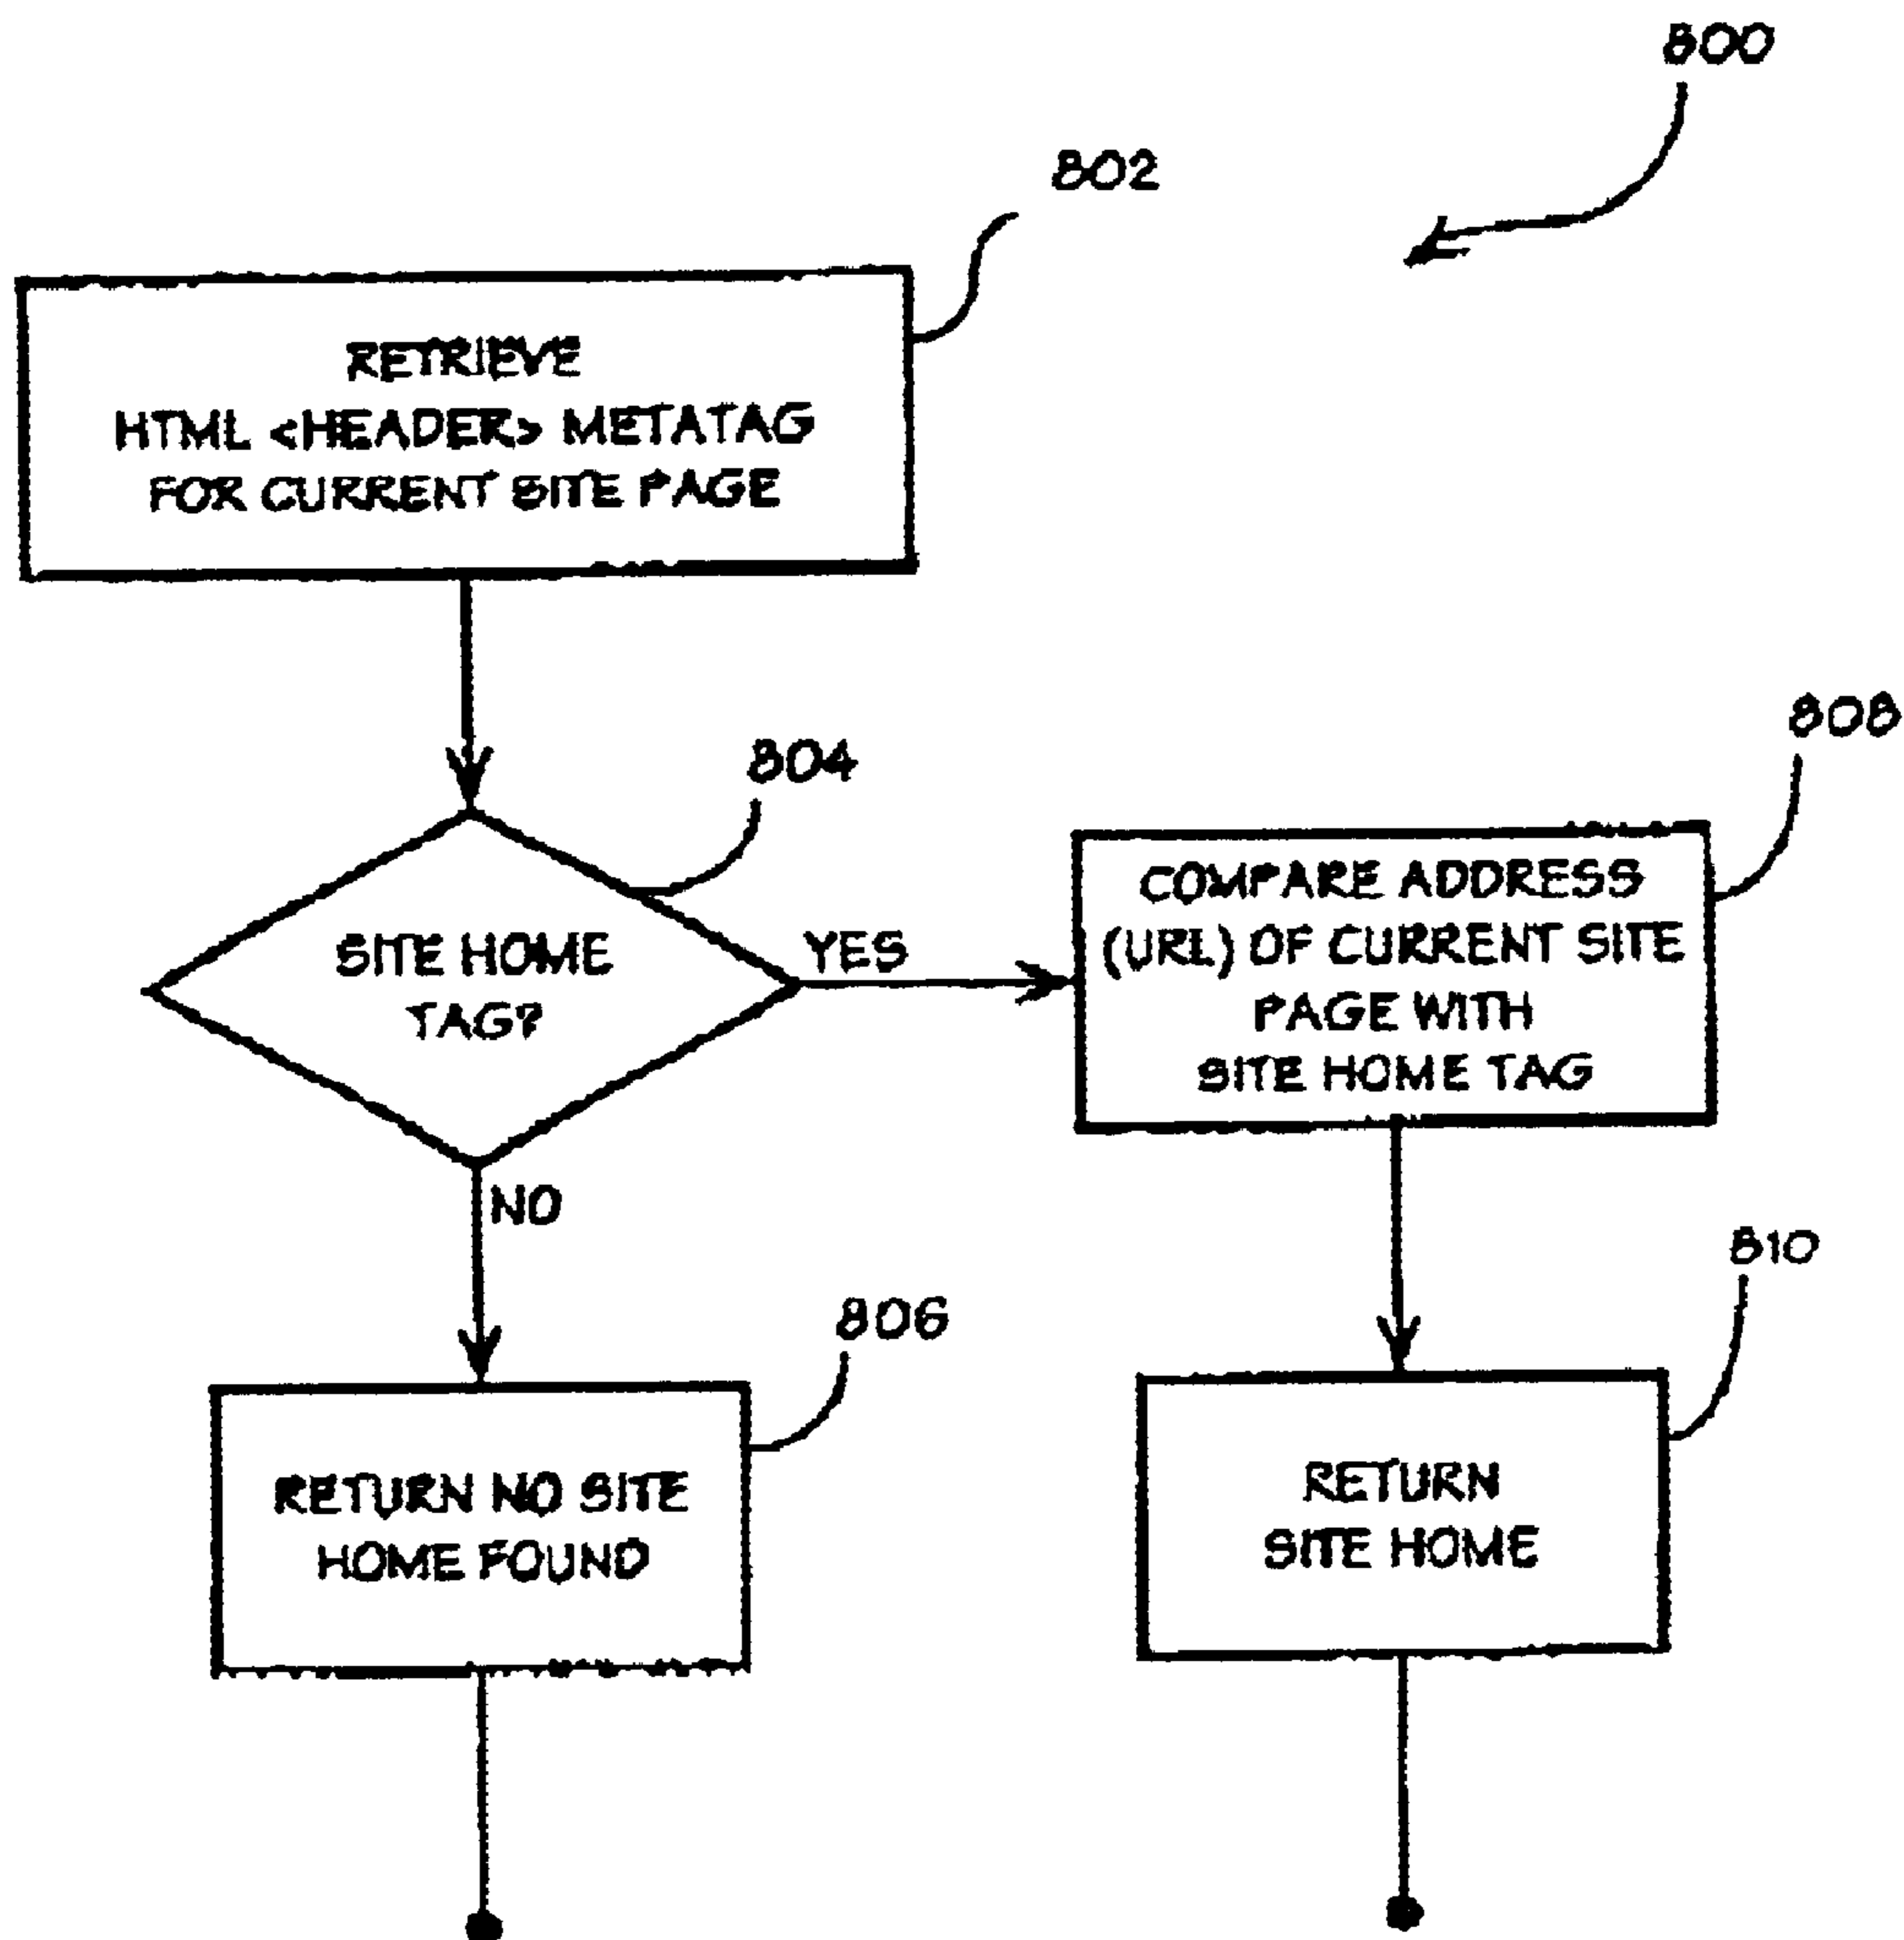 800
802
RETRIEVE
HTML <HEADER> METATAG
FOR CURRENT SITE PAGE
804
SITE HOME
TAG?
YES
NO
808
COMPARE ADDRESS
(URL) OF CURRENT SITE
PAGE WITH
SITE HOME TAG
806
RETURN NO SITE
HOME FOUND
810
RETURN
SITE HOME